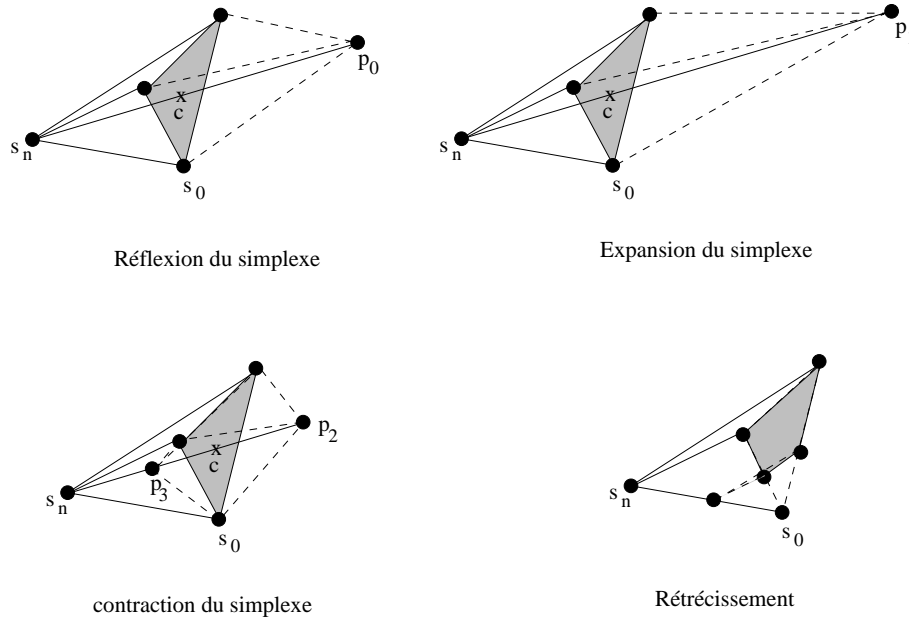 p0
x
c
sn
s0
Réflexion du simplexe
p
x
c
sn
s0
Expansion du simplexe
x
c
p2
p3
sn
s0
contraction du simplexe
sn
s0
Rétrécissement